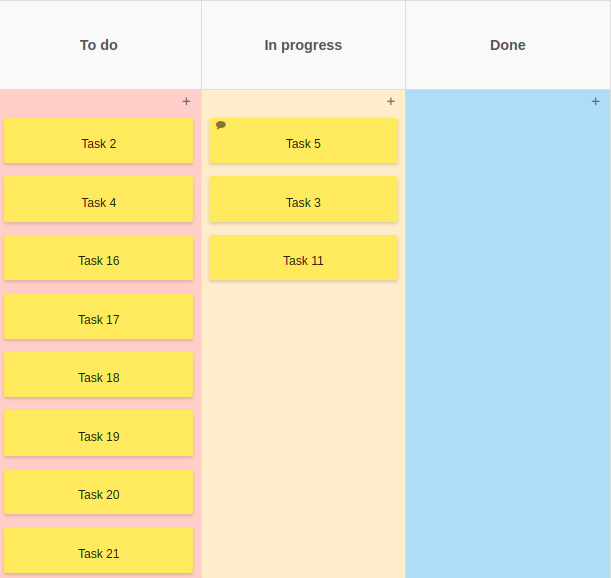 To do
In progress
Done
+
+
+
Task 2
Task 4
Task 16
Task 17
Task 18
Task 19
Task 20
Task 21
Task 5
Task 3
Task 11